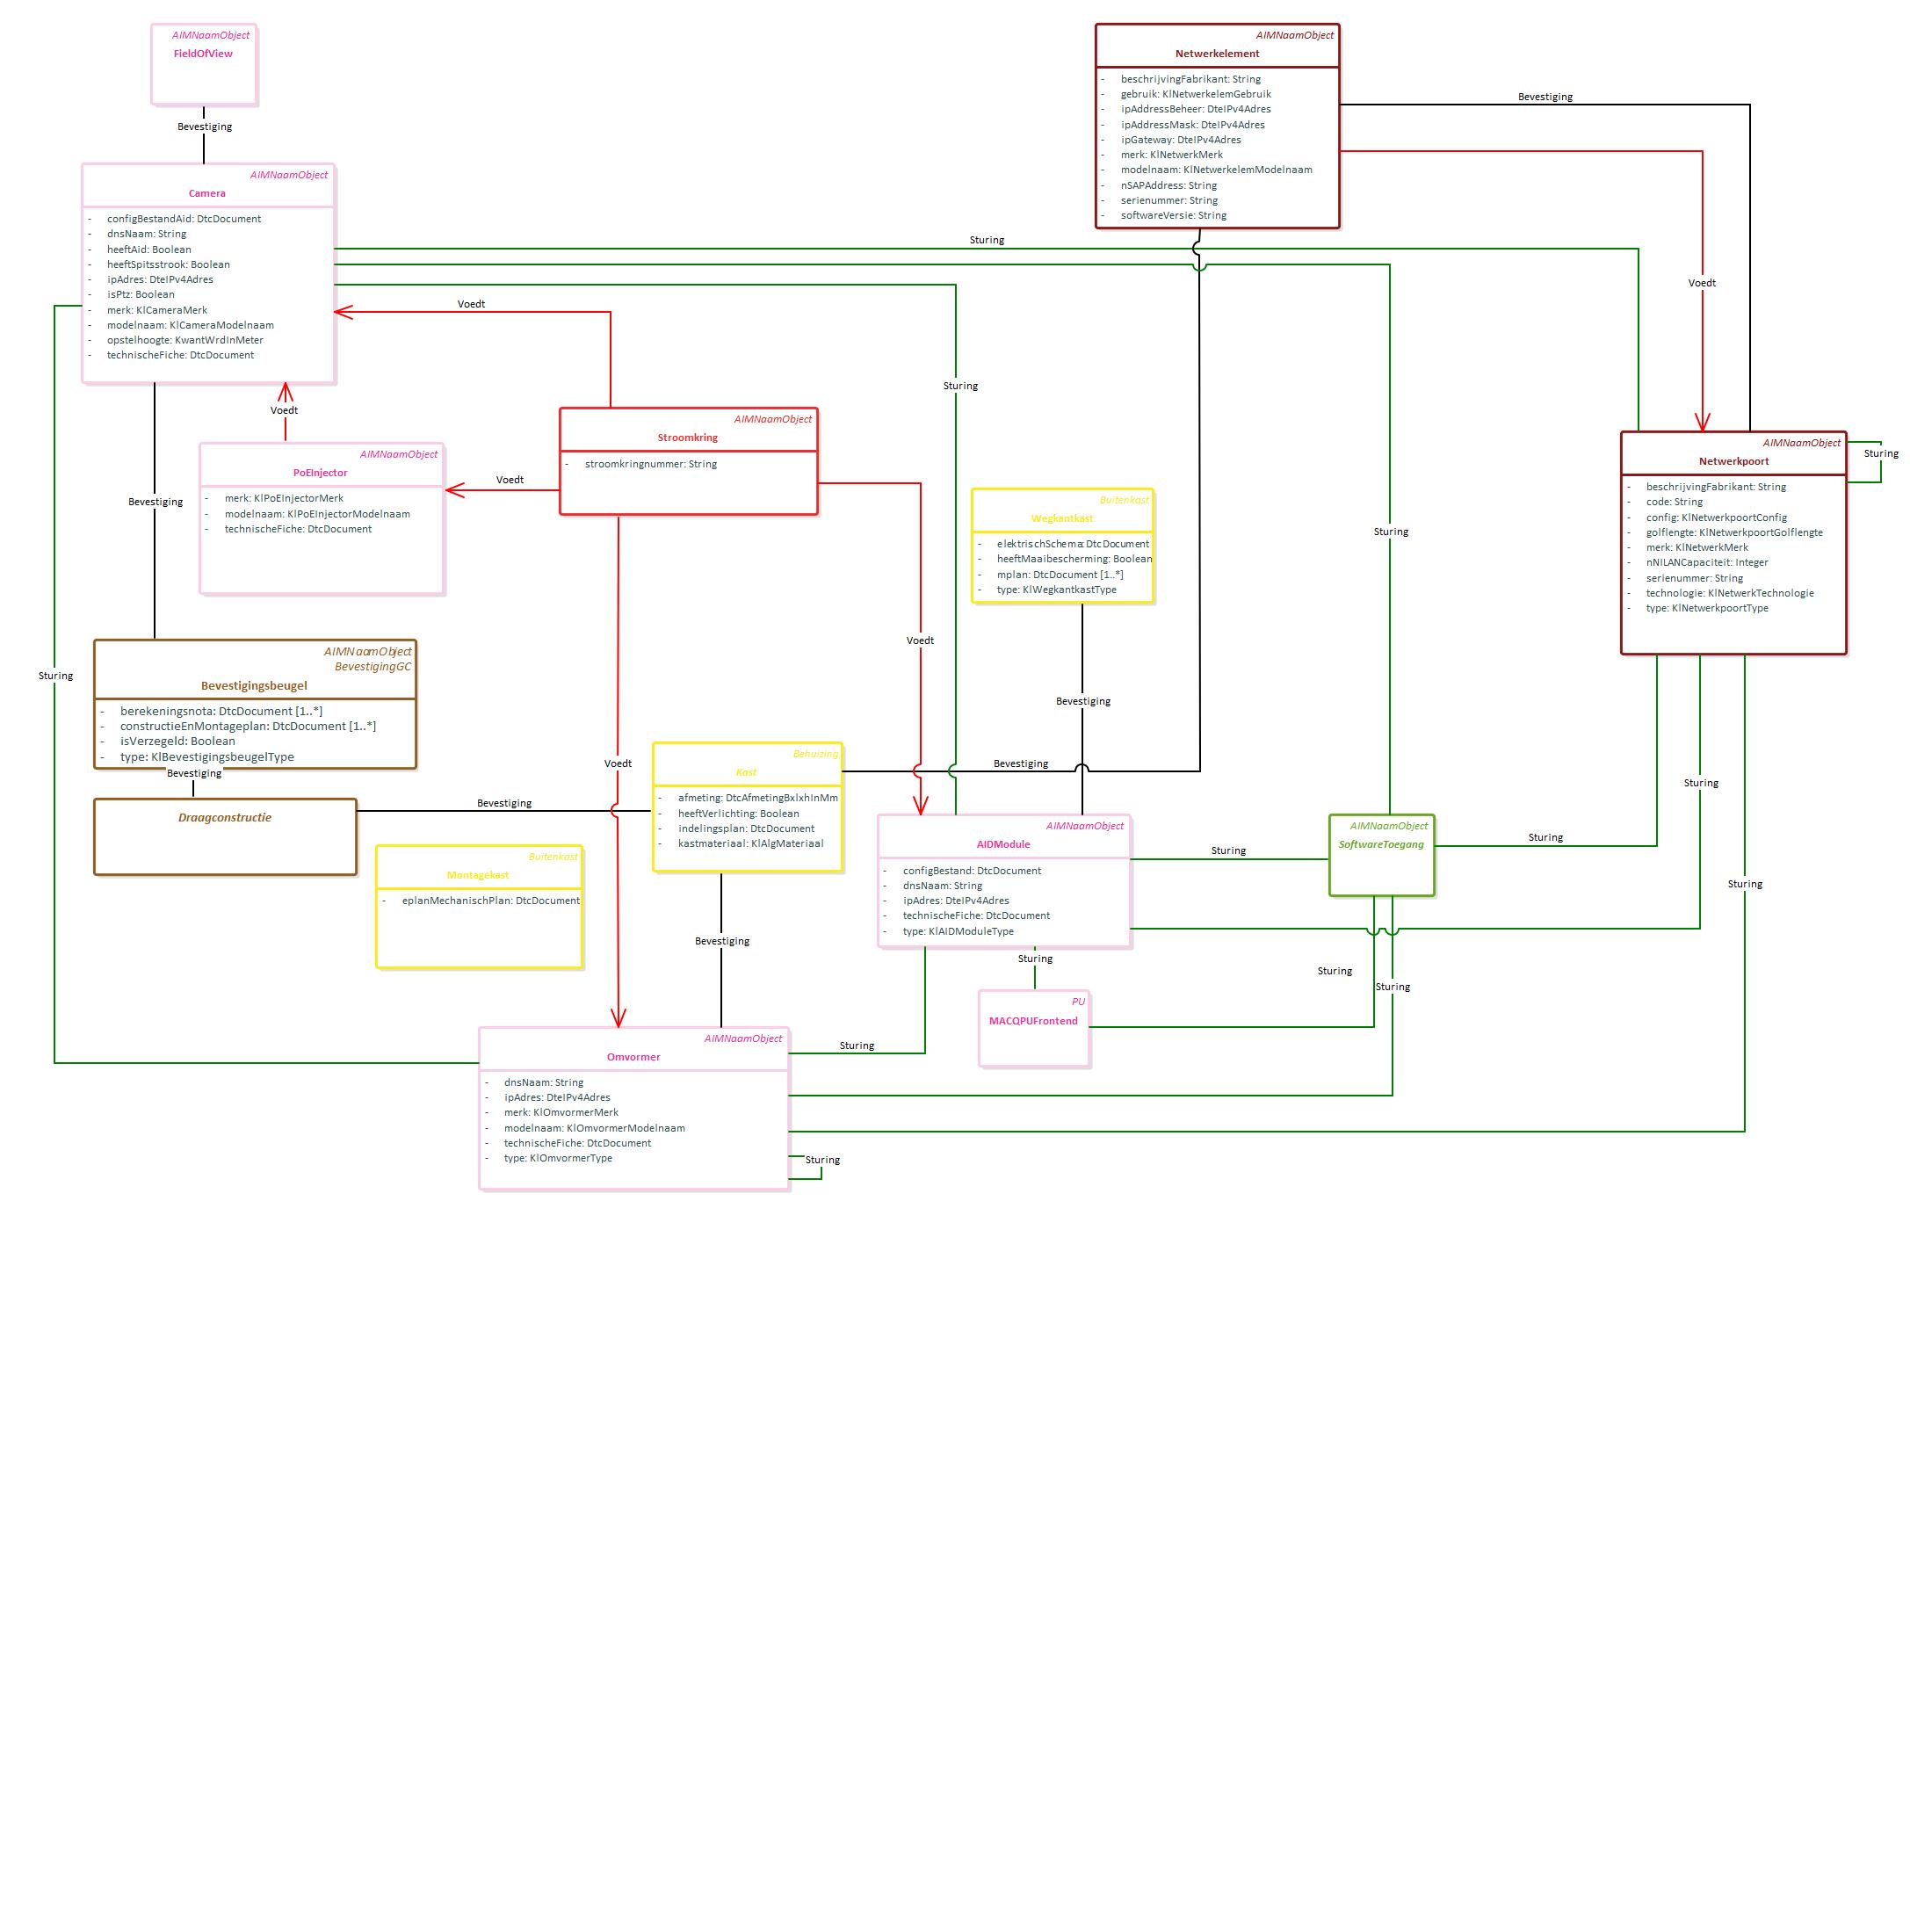 AIMNaamObject
FieldOfView
Bevestiging
AIMNaamObject
Camera
- configBestandAid: DtcDocument
- dnsNaam: String
- heeftAid: Boolean
- heeftSpitsstrook: Boolean
- ipAdres: DteIPv4Adres
- isPtz: Boolean
- merk: KlCameraMerk
- modelnaam: KlCameraModelnaam
- opstelhoogte: KwantWrdInMeter
- technischeFiche: DtcDocument
AIMNaamObject
Netwerkelement
- beschrijvingFabrikant: String
- gebruik: KlNetwerkelemGebruik
- ipAddressBeheer: DteIPv4Adres
- ipAddressMask: DteIPv4Adres
- ipGateway: DteIPv4Adres
- merk: KlNetwerkMerk
- modelnaam: KlNetwerkelemModelnaam
- nSAPAddress: String
- serienummer: String
- softwareVersie: String
Bevestiging
Sturing
Voedt
Voedt
Sturing
Voedt
AIMNaamObject
Stroomkring
- stroomkringnummer: String
AIMNaamObject
PoEInjector
- merk: KlPoEInjectorMerk
- modelnaam: KlPoEInjectorModelnaam
- technischeFiche: DtcDocument
Voedt
Bevestiging
Buitenkast
Wegkantkast
- elektrischSchema: DtcDocument
- heeftMaaibescherming: Boolean
- mplan: DtcDocument [1..*]
- type: KlWegkantkastType
Sturing
AIMNaamObject
Netwerkpoort
- beschrijvingFabrikant: String
- code: String
- config: KlNetwerkpoortConfig
- golflengte: KlNetwerkpoortGolflengte
- merk: KlNetwerkMerk
- nNILANCapaciteit: Integer
- serienummer: String
- technologie: KlNetwerkTechnologie
- type: KlNetwerkpoortType
Sturing
Sturing
AIMNaamObject
BevestigingGC
Bevestigingsbeugel
- berekeningsnota: DtcDocument [1..*]
- constructieEnMontageplan: DtcDocument [1..*]
- isVerzegeld: Boolean
- type: KlBevestigingsbeugelType
Bevestiging
Draagconstructie
Voedt
Bevestiging
Voedt
Bevestiging
Bevestiging
Sturing
Behuizing
Kast
- afmeting: DtcAfmetingBxlxhInMm
- heeftVerlichting: Boolean
- indelingsplan: DtcDocument
- kastmateriaal: KlAlgMateriaal
Buitenkast
Montagekast
- eplanMechanischPlan: DtcDocument
AIMNaamObject
AIDModule
- configBestand: DtcDocument
- dnsNaam: String
- ipAdres: DteIPv4Adres
- technischeFiche: DtcDocument
- type: KlAIDModuleType
Sturing
AIMNaamObject
SoftwareToegang
Sturing
Sturing
Bevestiging
Sturing
Sturing
Sturing
PU
MACQPUFrontend
AIMNaamObject
Omvormer
- dnsNaam: String
- ipAdres: DteIPv4Adres
- merk: KlOmvormerMerk
- modelnaam: KlOmvormerModelnaam
- technischeFiche: DtcDocument
- type: KlOmvormerType
Sturing
Sturing